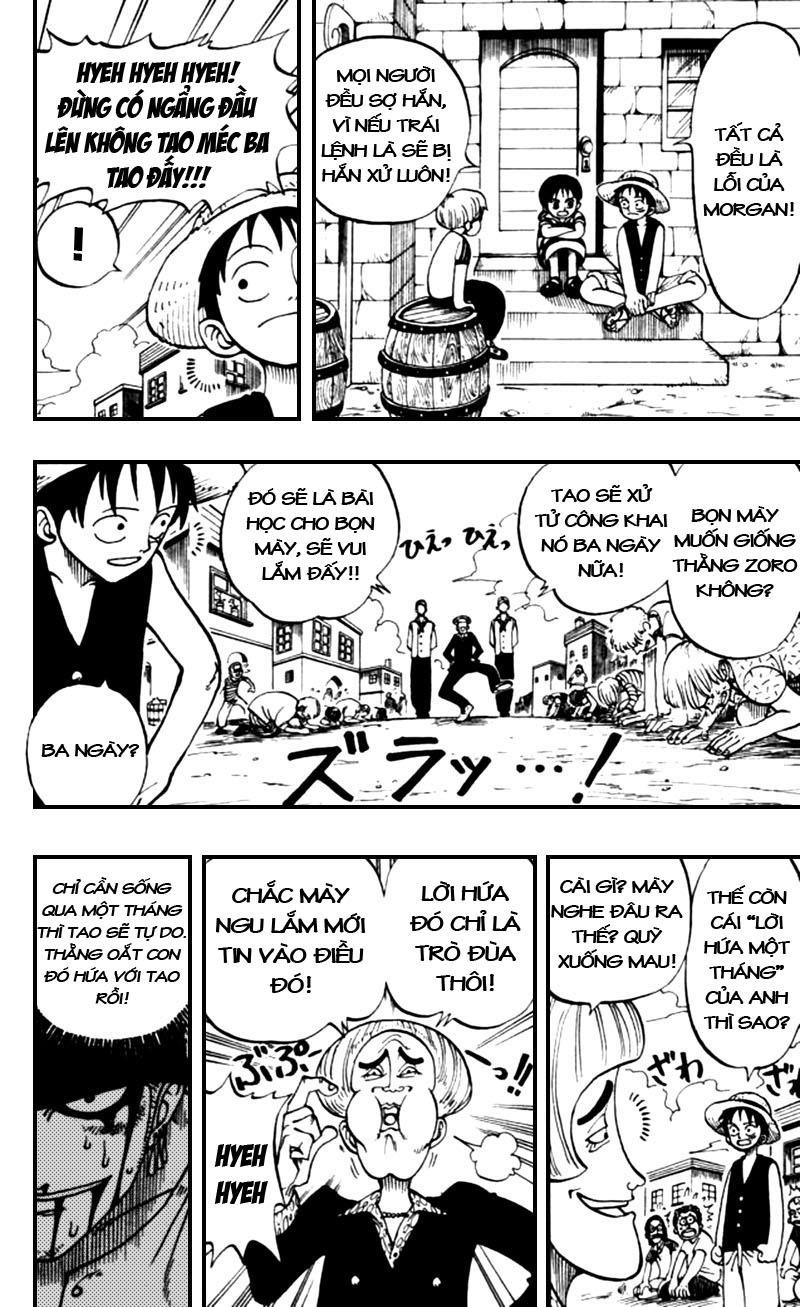 TẤT CẢ
ĐỀU LÀ
LỖI CỦA
MORGAN!
MỌI NGƯỜI
ĐỀU SỢ HẮN,
VÌ NẾU TRÁI
LỆNH LÀ SẼ BỊ
HẮN XỬ LUÔN!
HYEH HYEH HYEH!
ĐỪNG CÓ NGẨNG ĐẦU
LÊN KHÔNG TAO MÉC BA
TAO ĐẤY!!!
!
BỌN MÀY
MUỐN GIỐNG
THẰNG ZORO
KHÔNG?
TAO SẼ XỬ
TỬ CÔNG KHAI
NÓ BA NGÀY
NỮA!
ひえっ ひえっ
ĐÓ SẼ LÀ BÀI
HỌC CHO BỌN
MÀY, SẼ VUI
LẮM ĐẤY!!
BA NGÀY?
ズラッ…!
THẾ CÒN
CÁI “LỜI
HỨA MỘT
THÁNG”
CỦA ANH
THÌ SAO?
CÁI GÌ? MÀY
NGHE ĐÂU RA
THẾ? QUỲ
XUỐNG MAU!
ざわ
ざわ
LỜI HỨA
ĐÓ CHỈ LÀ
TRÒ ĐÙA
THÔI!
CHẮC MÀY
NGU LẮM MỚI
TIN VÀO ĐIỀU
ĐÓ!
ぶぷーーっ!!
HYEH
HYEH
CHỈ CẦN SỐNG
QUA MỘT THÁNG
THÌ TAO SẼ TỰ DO.
THẰNG OẮT CON
ĐÓ HỨA VỚI TAO
RỒI!